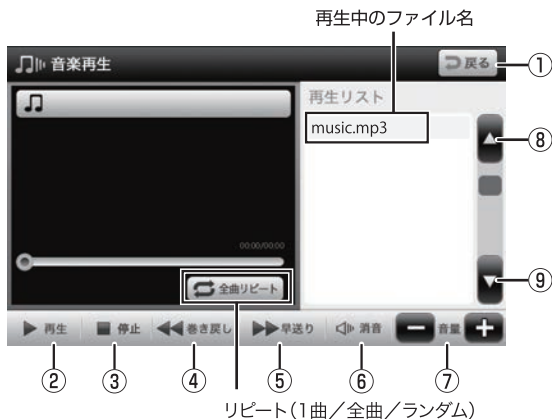 再生中のファイル名
音楽再生
戻る
①
再生リスト
music.mp3
⑧
00:00/00:00
全曲リピート
⑨
再生
停止
巻き戻し
早送り
消音
音量
②
③
④
⑤
⑥
⑦
リピート(1曲/全曲/ランダム)